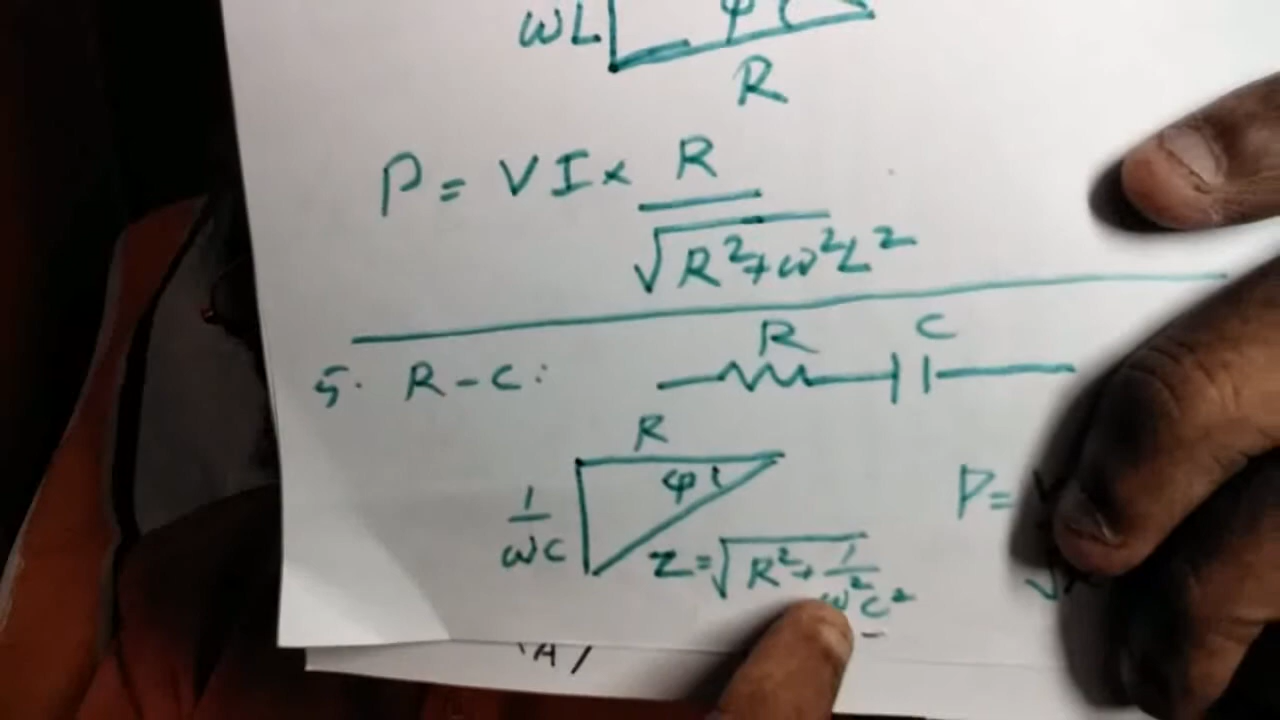 ωL φ
R
P = VI × R / √R²+ω²L²
5. R-C: R C
R
1/ωC φ
Z=√R²+1/ω²C²
P=
(A)